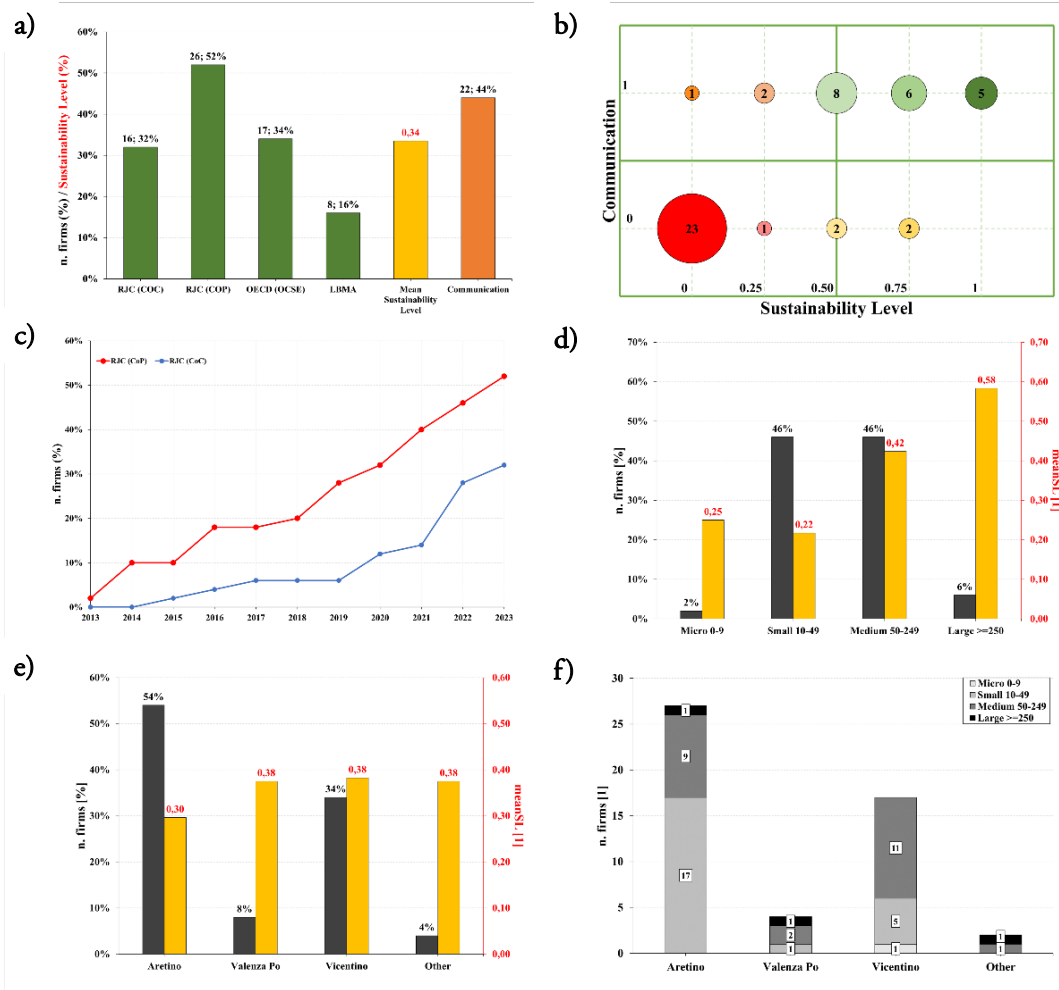 a)
n. firms (%) / Sustainability Level (%)
60%
50%
40%
30%
20%
10%
0%
16; 32%
26; 52%
17; 34%
8; 16%
0,34
22; 44%
RJC (COC)
RJC (COP)
OECD (OCSE)
LBMA
Mean
Sustainability
Level
Communication
b)
Communication
1
0
1
2
8
6
5
23
1
2
2
0
0.25
0.50
0.75
1
Sustainability Level
c)
n. firms (%)
60%
50%
40%
30%
20%
10%
0%
RJC (CoP)
RJC (CoC)
2013
2014
2015
2016
2017
2018
2019
2020
2021
2022
2023
d)
n. firms [%]
70%
60%
50%
40%
30%
20%
10%
0%
2%
0,25
46%
0,22
46%
0,42
6%
0,58
Micro 0-9
Small 10-49
Medium 50-249
Large >=250
0,70
0,60
0,50
0,40
0,30
0,20
0,10
0,00
meanSL [1]
e)
n. firms [%]
60%
50%
40%
30%
20%
10%
0%
54%
0,30
8%
0,38
34%
0,38
4%
0,38
Aretino
Valenza Po
Vicentino
Other
0,60
0,50
0,40
0,30
0,20
0,10
0,00
meanSL [1]
f)
n. firms [1]
30
25
20
15
10
5
0
Micro 0-9
Small 10-49
Medium 50-249
Large >=250
1
9
17
1
2
1
11
5
1
1
1
Aretino
Valenza Po
Vicentino
Other